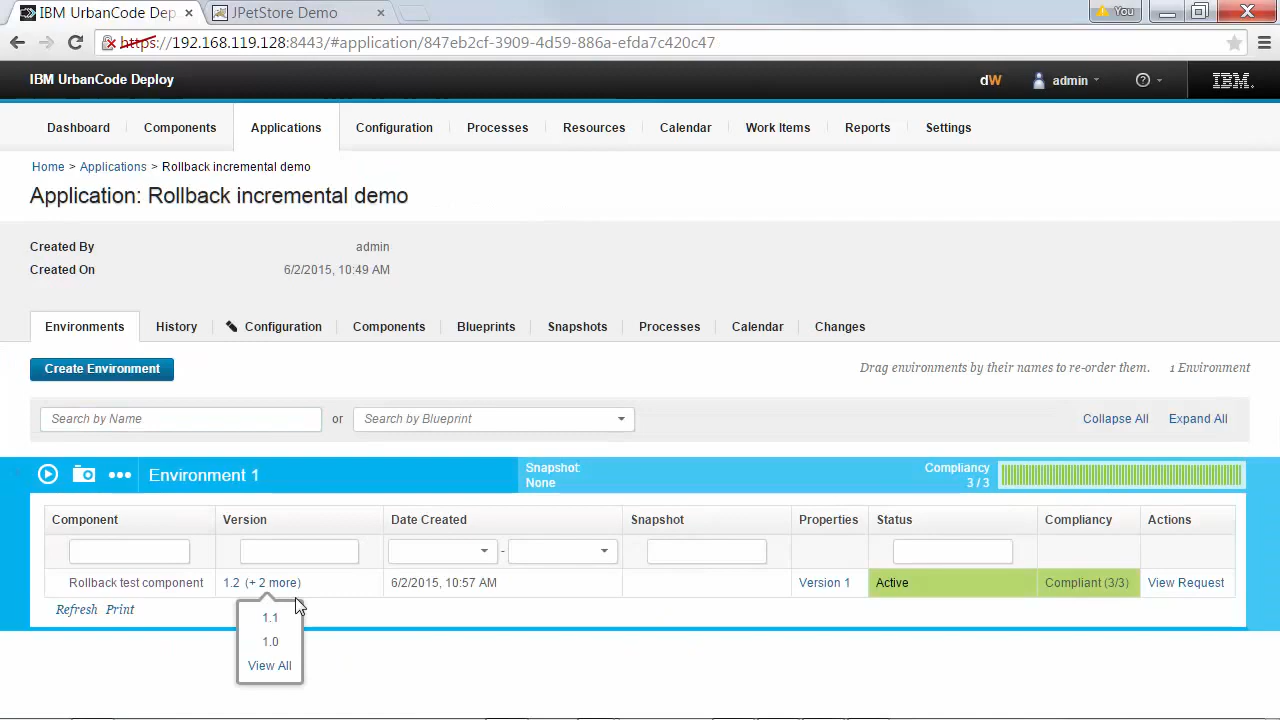 IBM UrbanCode Dep
JPetStore Demo
You
https://192.168.119.128:8443/#application/847eb2cf-3909-4d59-886a-efda7c420c47
IBM UrbanCode Deploy
dW
admin
IBM
Dashboard
Components
Applications
Configuration
Processes
Resources
Calendar
Work Items
Reports
Settings
Home > Applications > Rollback incremental demo
Application: Rollback incremental demo
Created By admin
Created On 6/2/2015, 10:49 AM
Environments
History
Configuration
Components
Blueprints
Snapshots
Processes
Calendar
Changes
Create Environment
Drag environments by their names to re-order them.
1 Environment
Search by Name
or
Search by Blueprint
Collapse All
Expand All
Environment 1
Snapshot:
None
Compliancy
3 / 3
Component
Version
Date Created
Snapshot
Properties
Status
Compliancy
Actions
-
Rollback test component
1.2 (+ 2 more)
6/2/2015, 10:57 AM
Version 1
Active
Compliant (3/3)
View Request
Refresh Print
1.1
1.0
View All